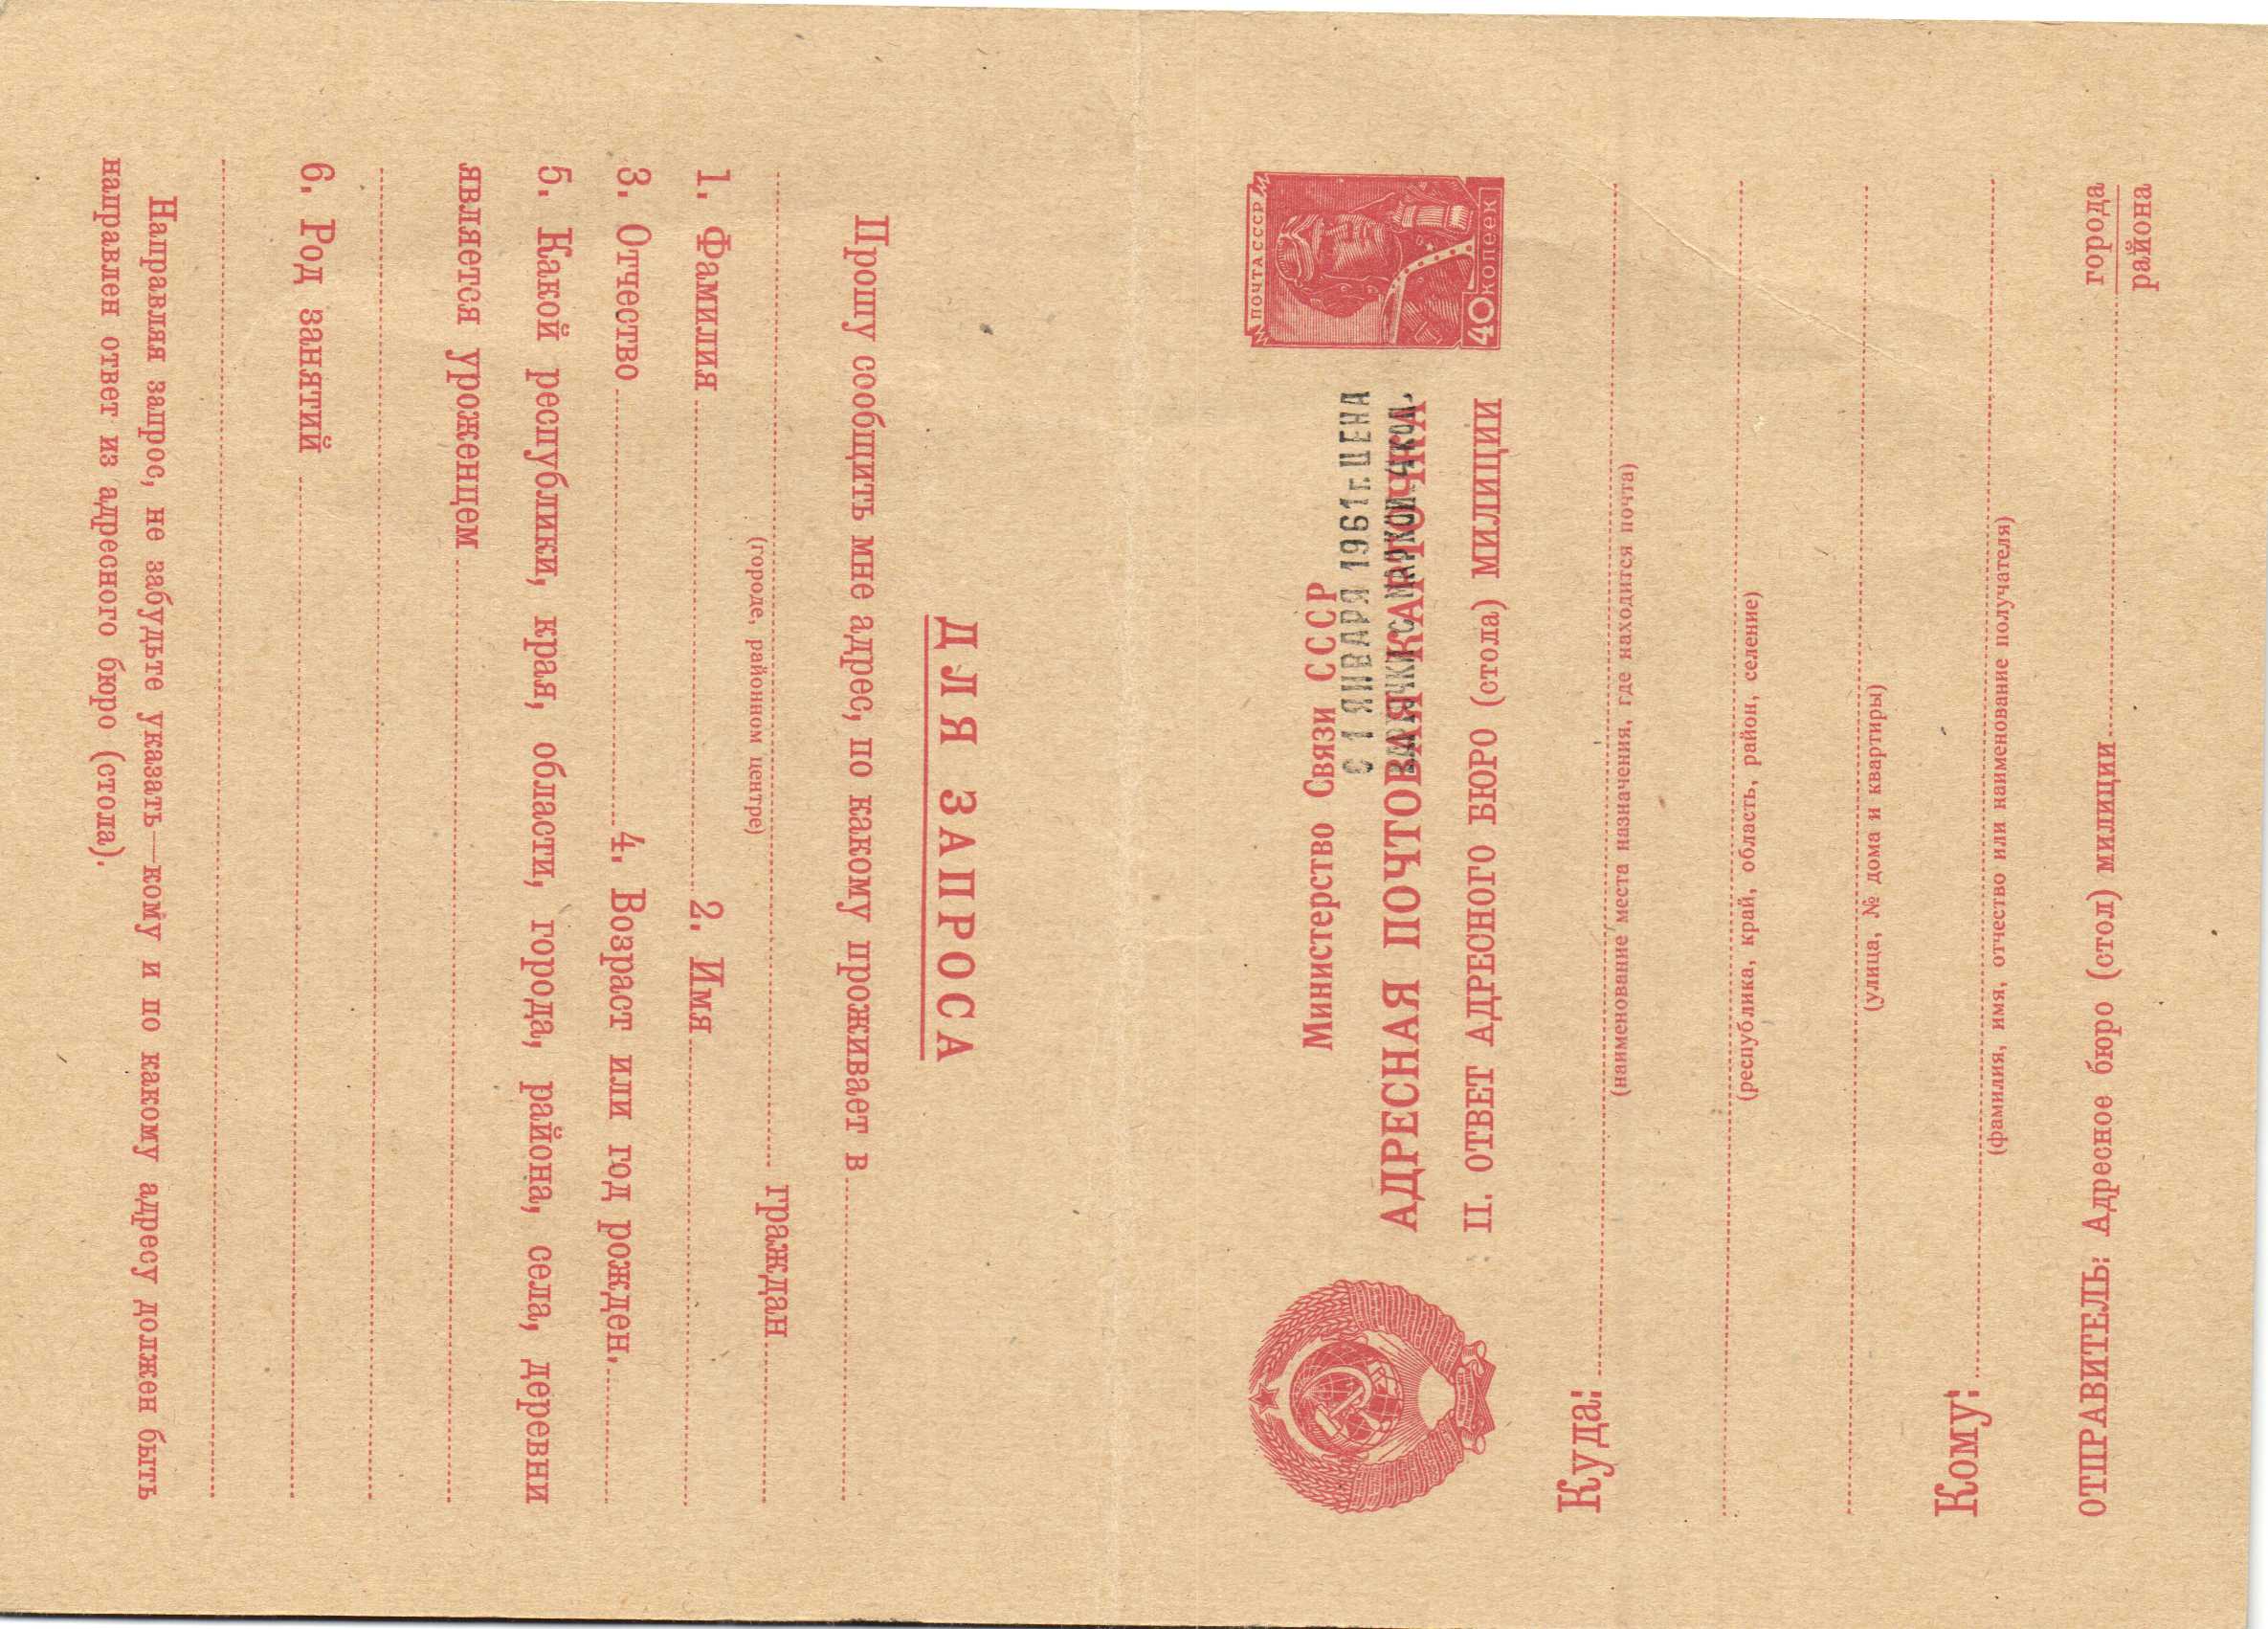 ДЛЯ ЗАПРОСА
Прошу сообщить мне адрес, по какому проживает в
граждан
(городе, районном центре)
1. Фамилия 2. Имя
3. Отчество 4. Возраст или год рожден.
5. Какой республики, края, области, города, района, села, деревни
является уроженцем
6. Род занятий
Направляя запрос, не забудьте указать—кому и по какому адресу должен быть
направлен ответ из адресного бюро (стола).
ПОЧТА СССР
40 КОПЕЕК
Министерство Связи СССР
С 1 ЯНВАРЯ 1961 г. ЦЕНА
С МАРКОЙ 4 КОП.
АДРЕСНАЯ ПОЧТОВАЯ КАРТОЧКА
II. ОТВЕТ АДРЕСНОГО БЮРО (стола) МИЛИЦИИ
Куда:
(наименование места назначения, где находится почта)
(республика, край, область, район, селение)
(улица, № дома и квартиры)
Кому:
(фамилия, имя, отчество или наименование получателя)
ОТПРАВИТЕЛЬ: Адресное бюро (стол) милиции
города
района